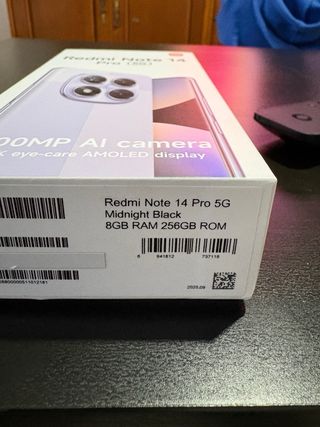 Redmi Note 14
Pro (5G)
00MP AI camera
K eye-care AMOLED display
Redmi Note 14 Pro 5G
Midnight Black
8GB RAM 256GB ROM
6 941812 737118
2025.09